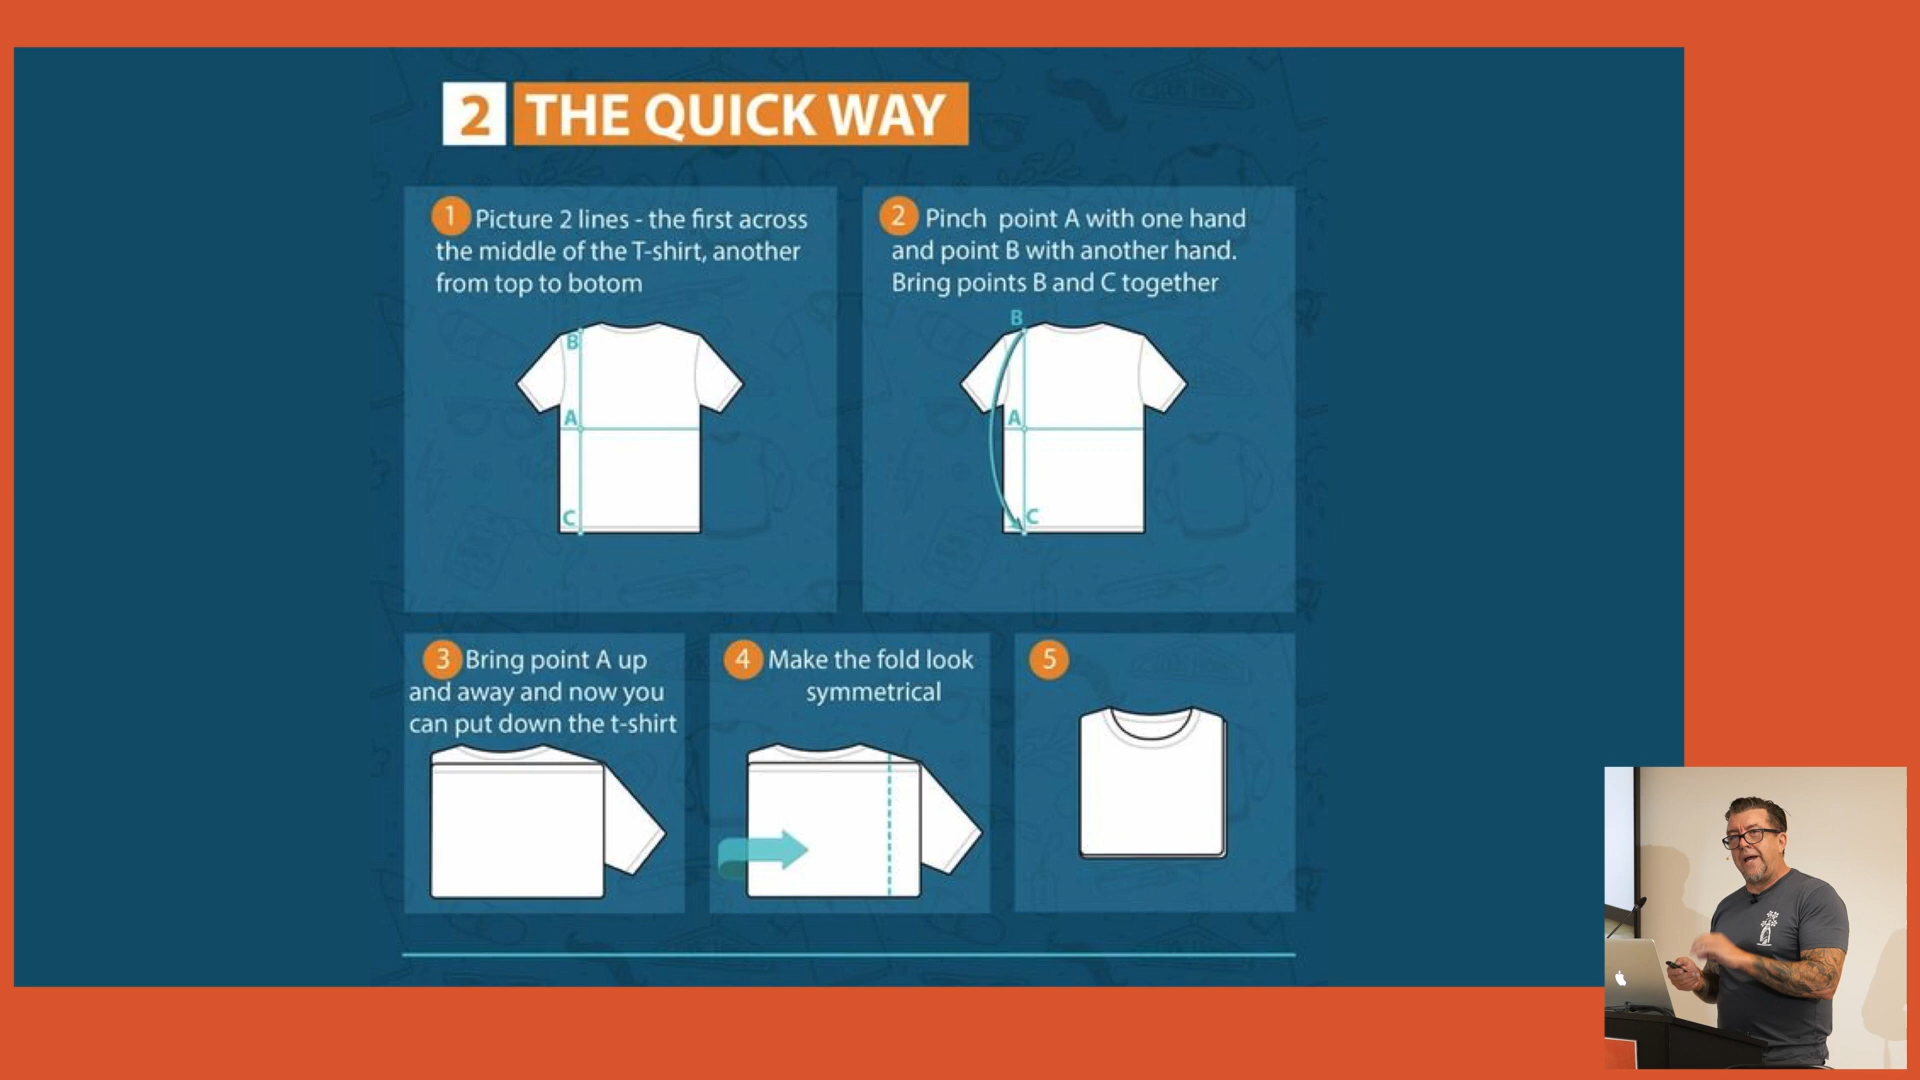 2 THE QUICK WAY
1 Picture 2 lines - the first across
the middle of the T-shirt, another
from top to botom
B
A
C
2 Pinch point A with one hand
and point B with another hand.
Bring points B and C together
B
A
C
3 Bring point A up
and away and now you
can put down the t-shirt
4 Make the fold look
symmetrical
5